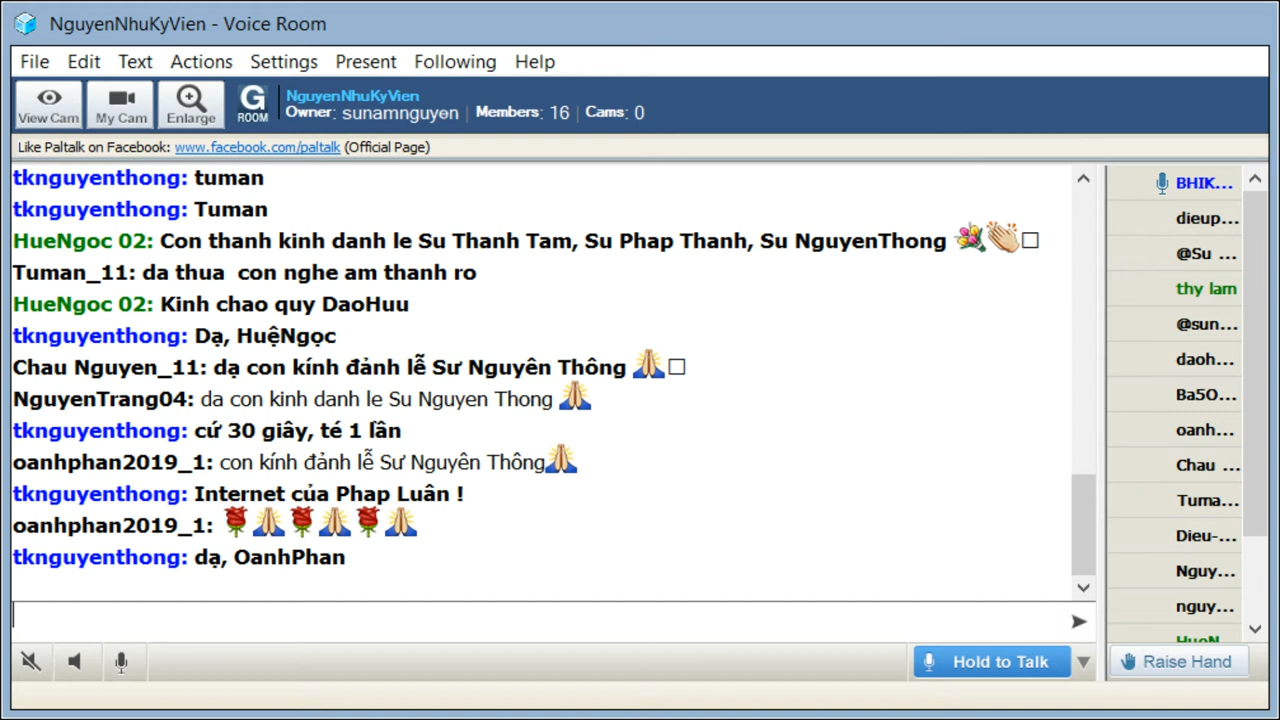 NguyenNhuKyVien - Voice Room
File Edit Text Actions Settings Present Following Help
View Cam My Cam Enlarge G ROOM
NguyenNhuKyVien
Owner: sunamnguyen Members: 16 Cams: 0
Like Paltalk on Facebook: www.facebook.com/paltalk (Official Page)
tknguyenthong: tuman
tknguyenthong: Tuman
HueNgoc 02: Con thanh kinh danh le Su Thanh Tam, Su Phap Thanh, Su NguyenThong
Tuman_11: da thua con nghe am thanh ro
HueNgoc 02: Kinh chao quy DaoHuu
tknguyenthong: Dạ, HuệNgọc
Chau Nguyen_11: dạ con kính đảnh lễ Sư Nguyên Thông
NguyenTrang04: da con kinh danh le Su Nguyen Thong
tknguyenthong: cứ 30 giây, té 1 lần
oanhphan2019_1: con kính đảnh lễ Sư Nguyên Thông
tknguyenthong: Internet của Phap Luân !
oanhphan2019_1:
tknguyenthong: dạ, OanhPhan
BHIK...
dieup...
@Su ...
thy lam
@sun...
daoh...
Ba5O...
oanh...
Chau ...
Tuma...
Dieu-...
Nguy...
nguy...
HueN
Hold to Talk
Raise Hand